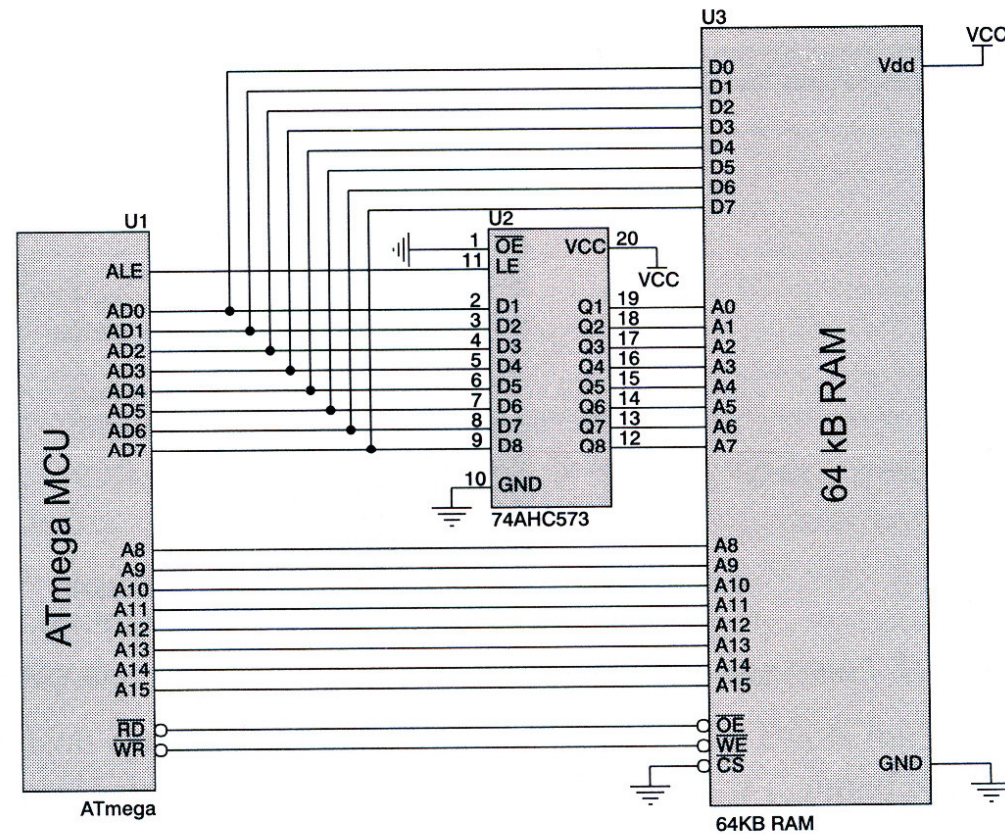 U3
VCC
D0
Vdd
D1
D2
D3
D4
D5
D6
D7
U1
U2
1 OE
VCC 20
ALE
11 LE
VCC
AD0
2 D1
Q1 19
A0
AD1
3 D2
Q2 18
A1
AD2
4 D3
Q3 17
A2
AD3
5 D4
Q4 16
A3
AD4
6 D5
Q5 15
A4
AD5
7 D6
Q6 14
A5
AD6
8 D7
Q7 13
A6
AD7
9 D8
Q8 12
A7
10 GND
74AHC573
ATmega MCU
64 kB RAM
A8
A8
A9
A9
A10
A10
A11
A11
A12
A12
A13
A13
A14
A14
A15
A15
RD
OE
WR
WE
CS
GND
ATmega
64KB RAM